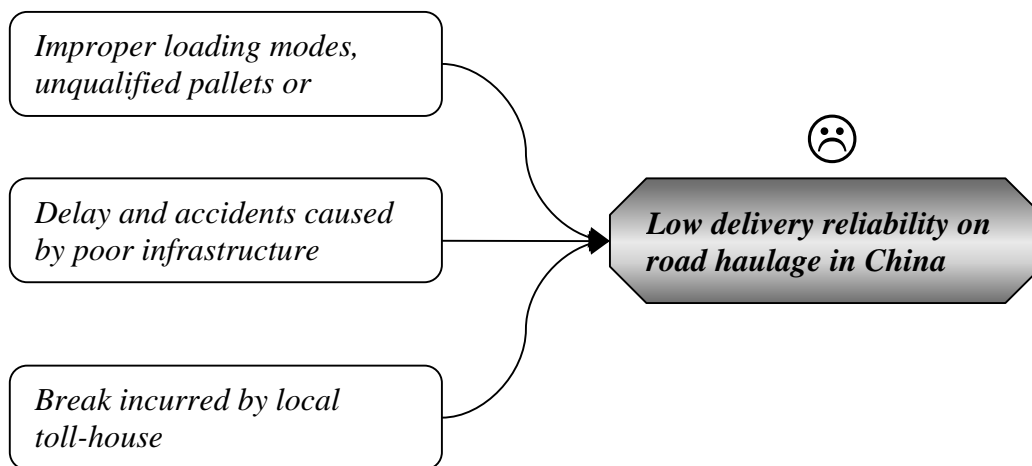 Improper loading modes,
unqualified pallets or
Delay and accidents caused
by poor infrastructure
Break incurred by local
toll-house
Low delivery reliability on
road haulage in China